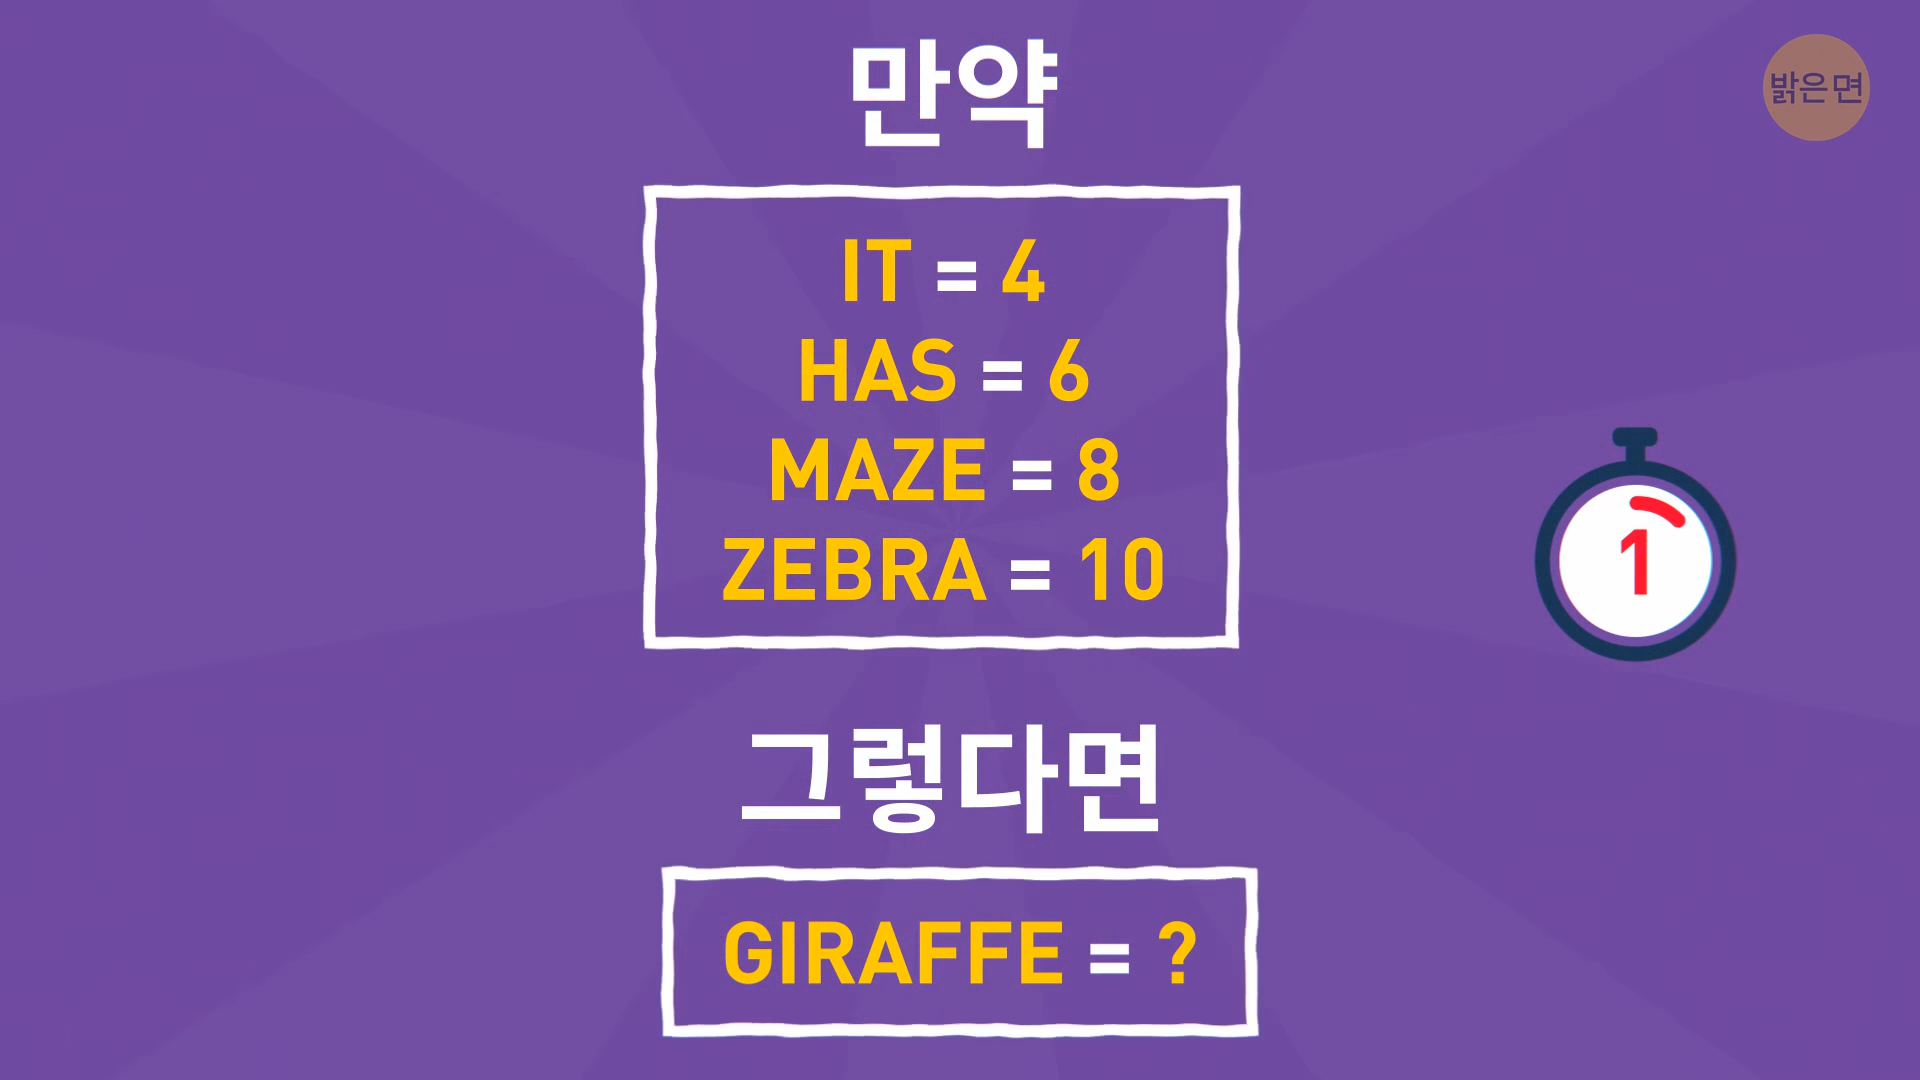 만약
밝은면
IT = 4
HAS = 6
MAZE = 8
ZEBRA = 10
1
그렇다면
GIRAFFE = ?